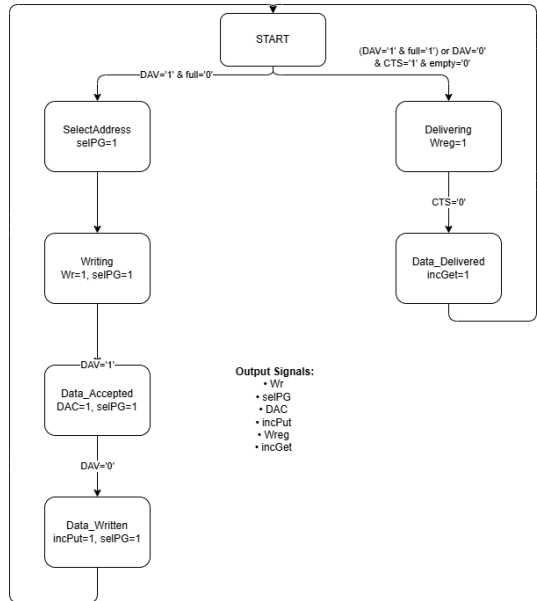 START
(DAV='1' & full='1') or DAV='0'
& CTS='1' & empty='0'
DAV='1' & full='0'
SelectAddress
selPG=1
Delivering
Wreg=1
CTS='0'
Writing
Wr=1, selPG=1
Data_Delivered
incGet=1
DAV='1'
Data_Accepted
DAC=1, selPG=1
Output Signals:
• Wr
• selPG
• DAC
• incPut
• Wreg
• incGet
DAV='0'
Data_Written
incPut=1, selPG=1